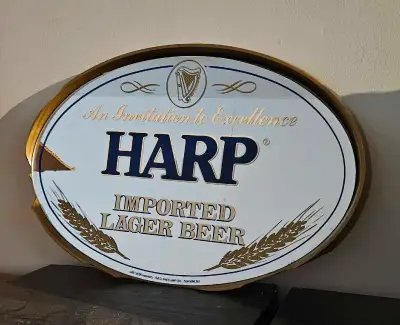 An Invitation to Excellence
HARP®
IMPORTED
LAGER BEER